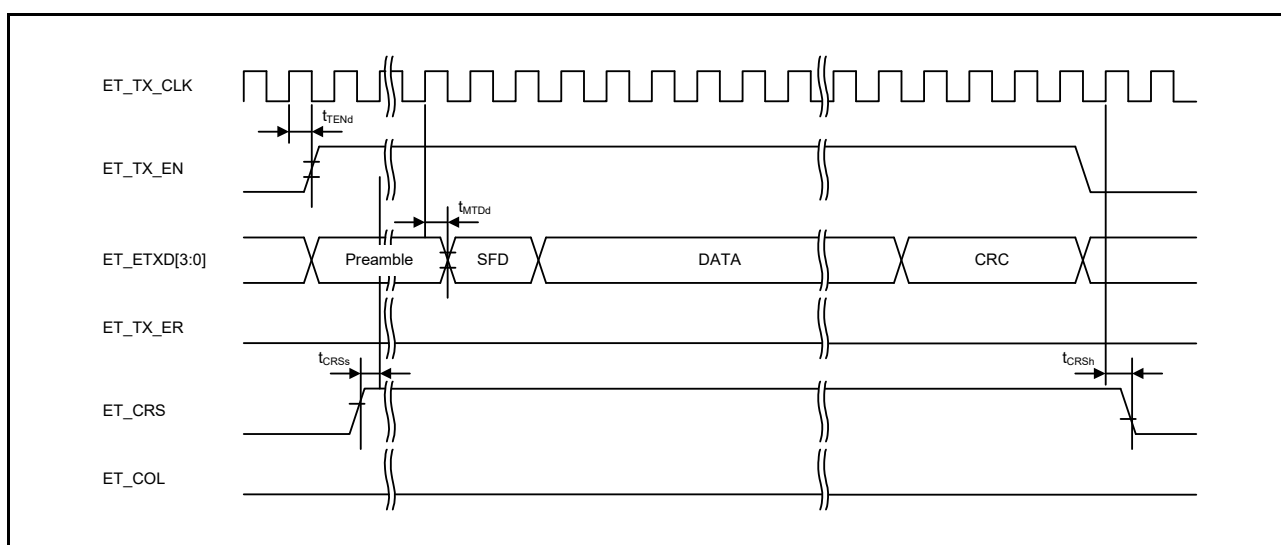 ET_TX_CLK
tTENd
ET_TX_EN
tMTDd
ET_ETXD[3:0]
Preamble
SFD
DATA
CRC
ET_TX_ER
tCRSs
tCRSh
ET_CRS
ET_COL